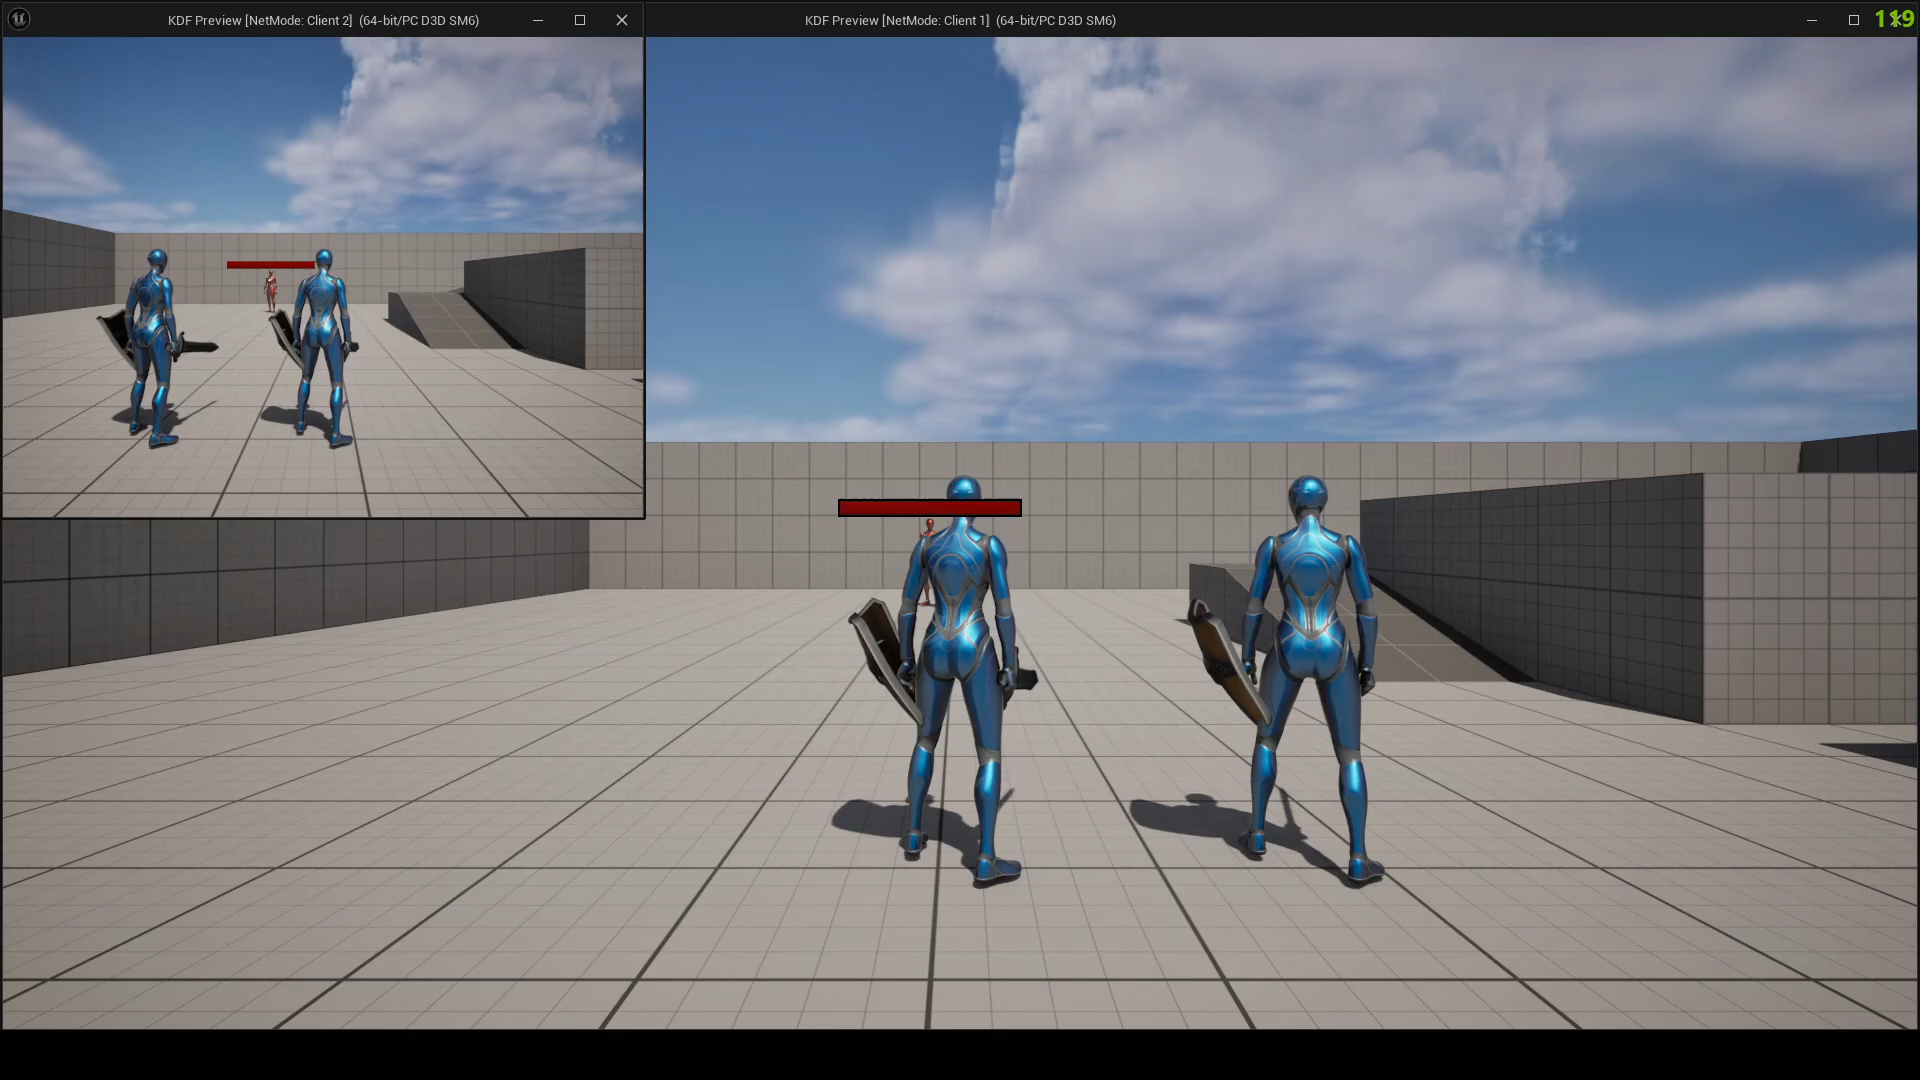 KDF Preview [NetMode: Client 2] (64-bit/PC D3D SM6)
KDF Preview [NetMode: Client 1] (64-bit/PC D3D SM6)
119